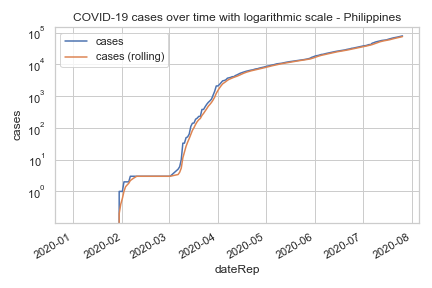 COVID-19 cases over time with logarithmic scale - Philippines
cases
cases (rolling)
10^5
10^4
10^3
10^2
10^1
10^0
cases
2020-01
2020-02
2020-03
2020-04
2020-05
2020-06
2020-07
2020-08
dateRep